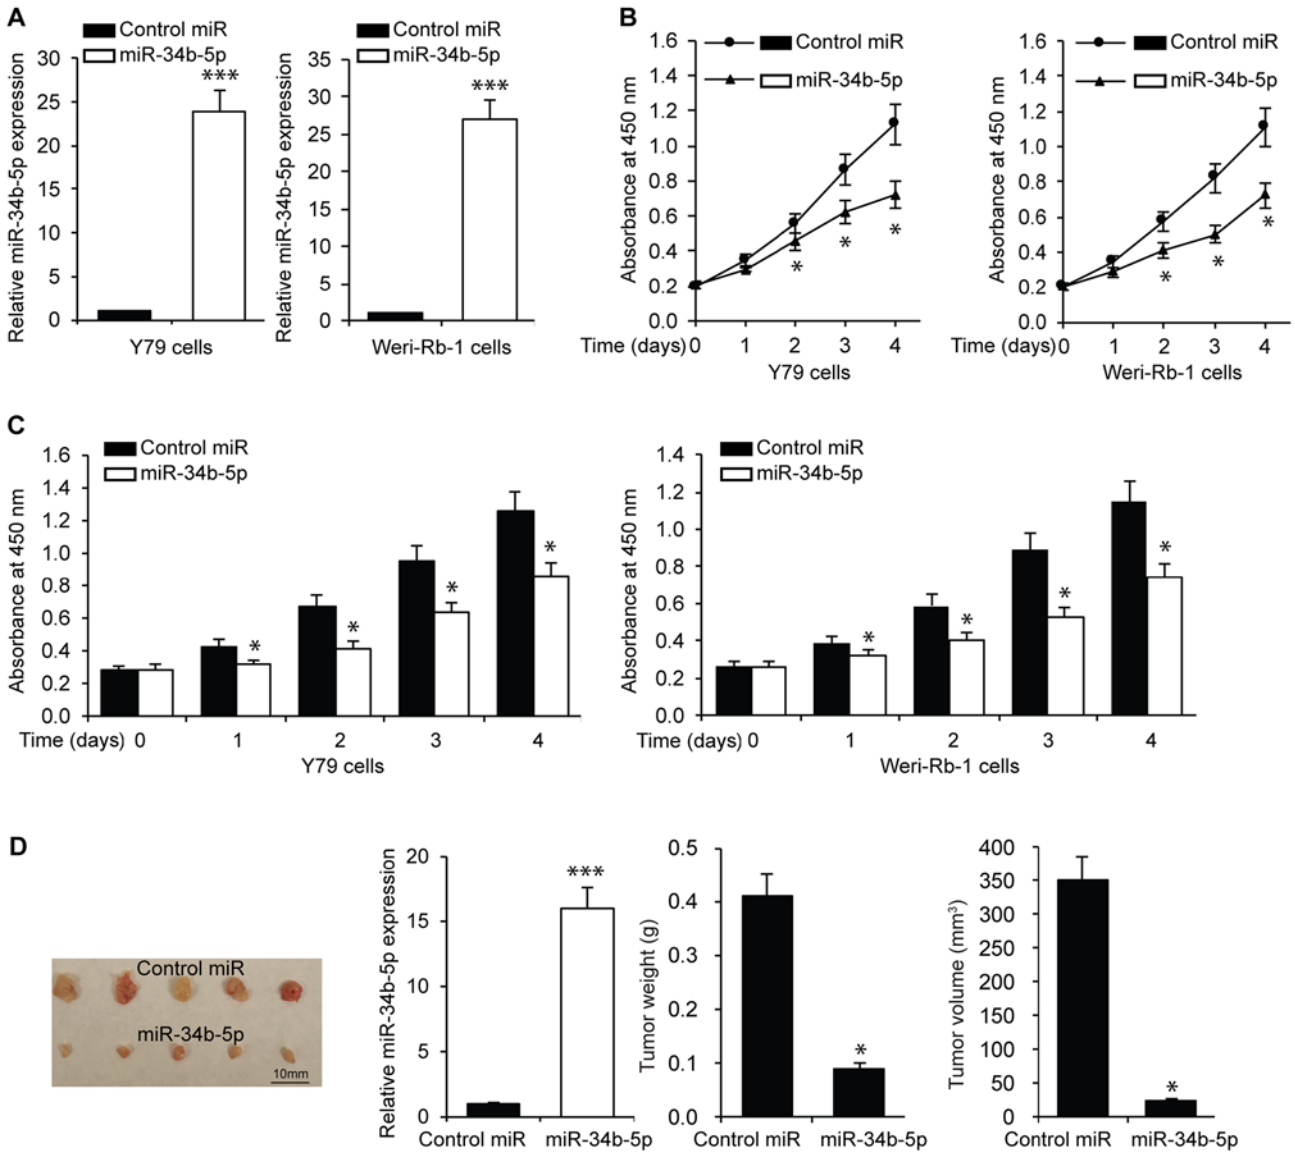 A
Control miR
miR-34b-5p
Relative miR-34b-5p expression
30
25
20
15
10
5
0
***
Y79 cells
Control miR
miR-34b-5p
Relative miR-34b-5p expression
35
30
25
20
15
10
5
0
***
Weri-Rb-1 cells
B
Control miR
miR-34b-5p
Absorbance at 450 nm
1.6
1.4
1.2
1.0
0.8
0.6
0.4
0.2
0.0
* * *
Time (days) 0 1 2 3 4
Y79 cells
Control miR
miR-34b-5p
Absorbance at 450 nm
1.6
1.4
1.2
1.0
0.8
0.6
0.4
0.2
0.0
* * *
Time (days) 0 1 2 3 4
Weri-Rb-1 cells
C
Control miR
miR-34b-5p
Absorbance at 450 nm
1.6
1.4
1.2
1.0
0.8
0.6
0.4
0.2
0.0
* * * *
Time (days) 0 1 2 3 4
Y79 cells
Control miR
miR-34b-5p
Absorbance at 450 nm
1.4
1.2
1.0
0.8
0.6
0.4
0.2
0.0
* * * *
Time (days) 0 1 2 3 4
Weri-Rb-1 cells
D
Control miR
miR-34b-5p
10mm
Relative miR-34b-5p expression
20
15
10
5
0
***
Control miR miR-34b-5p
Tumor weight (g)
0.5
0.4
0.3
0.2
0.1
0.0
*
Control miR miR-34b-5p
Tumor volume (mm³)
400
350
300
250
200
150
100
50
0
*
Control miR miR-34b-5p